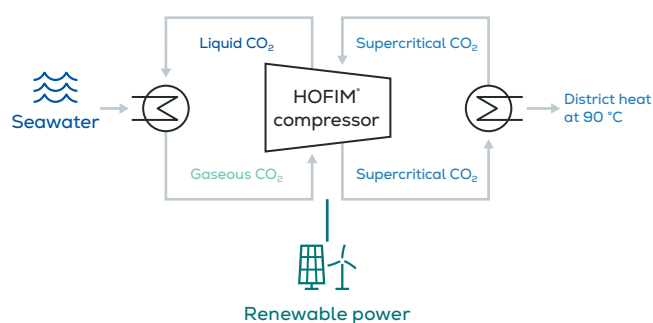 Liquid CO₂
Supercritical CO₂
Seawater
HOFIM®
compressor
District heat
at 90 °C
Gaseous CO₂
Supercritical CO₂
Renewable power